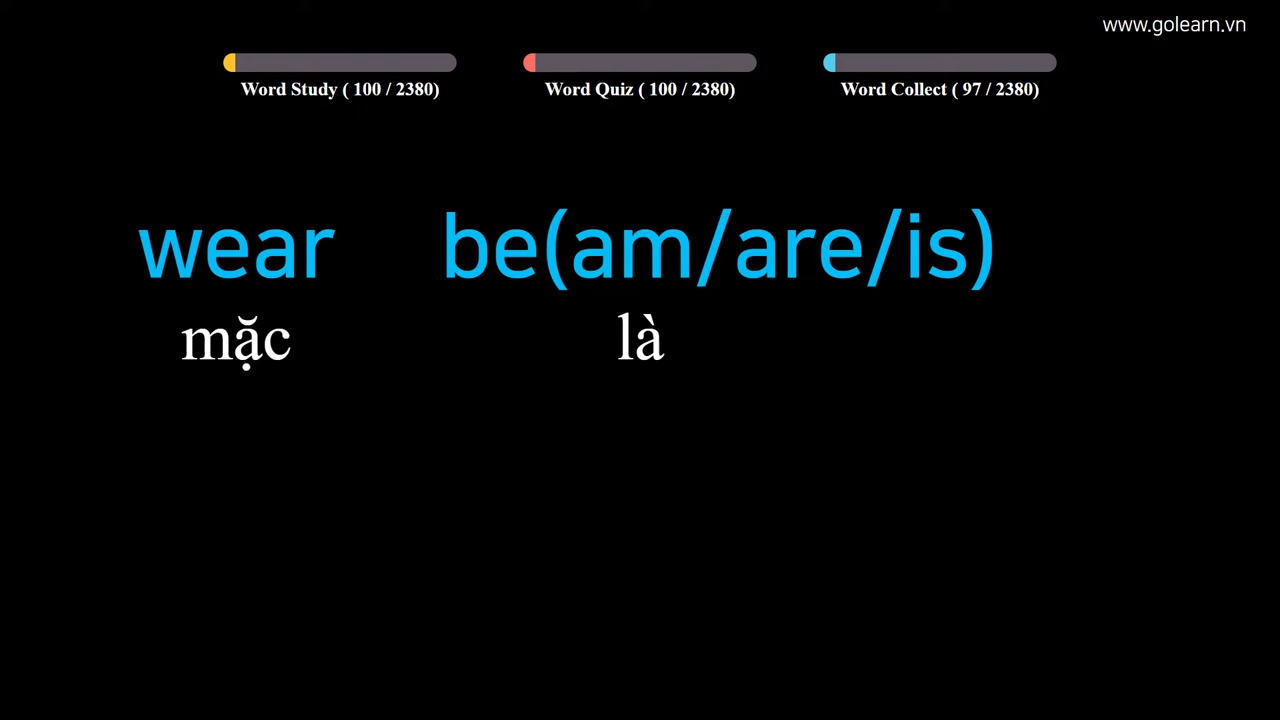 www.golearn.vn
Word Study ( 100 / 2380) Word Quiz ( 100 / 2380) Word Collect ( 97 / 2380)
wear be(am/are/is)
mặc là